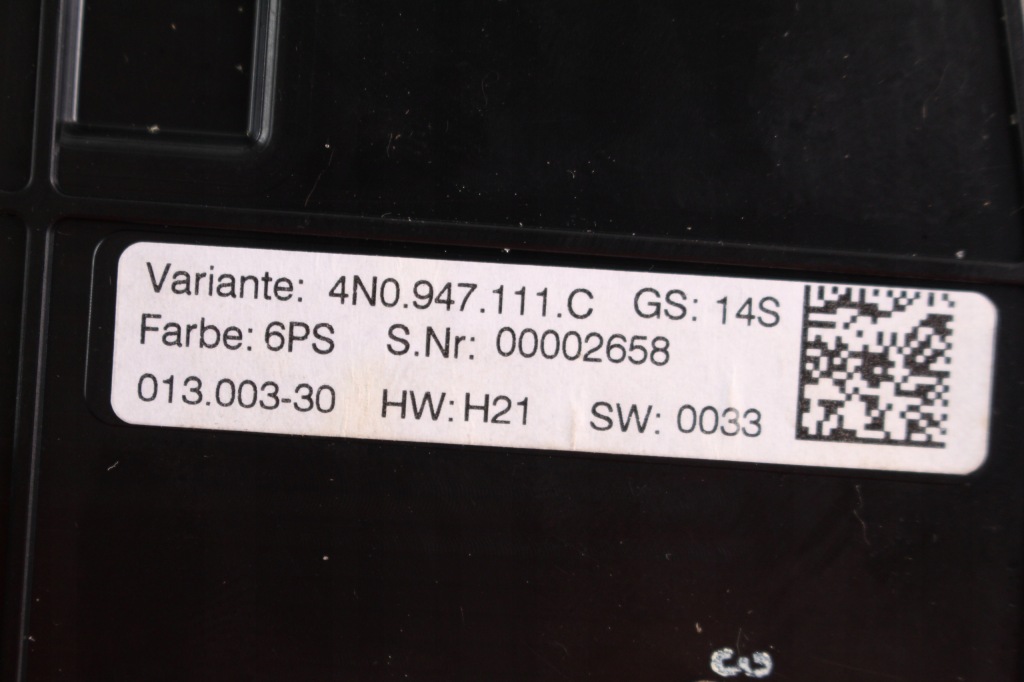 Variante: 4N0.947.111.C GS: 14S
Farbe: 6PS S.Nr: 00002658
013.003-30 HW: H21 SW: 0033